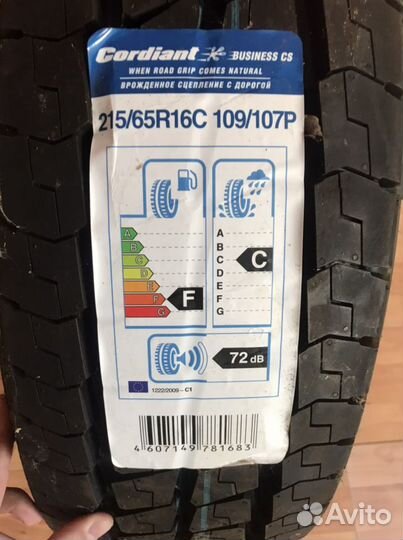 Cordiant BUSINESS CS
WHEN ROAD GRIP COMES NATURAL
ВРОЖДЕННОЕ СЦЕПЛЕНИЕ С ДОРОГОЙ
215/65R16C 109/107P
A
B
C
D
E
F
G
F
A
B
C
D
E
F
G
C
72 dB
1222/2009 - C1
4 607149 781683
Avito